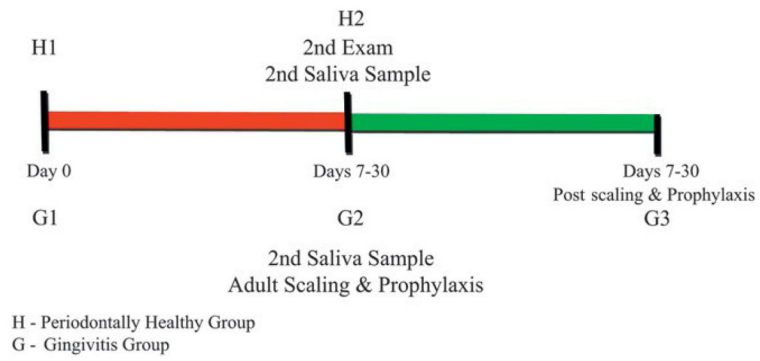 H2
H1
2nd Exam
2nd Saliva Sample
Day 0
Days 7-30
Days 7-30
Post scaling & Prophylaxis
G1
G2
G3
2nd Saliva Sample
Adult Scaling & Prophylaxis
H - Periodontally Healthy Group
G - Gingivitis Group